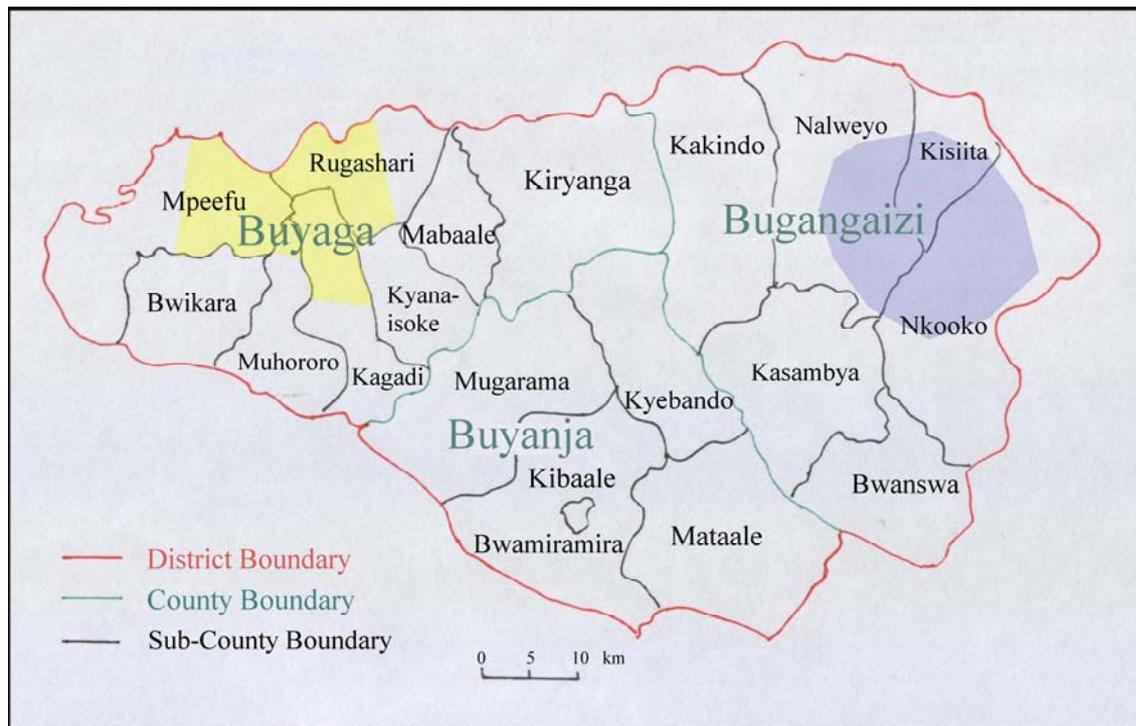 Nalweyo
Kakindo
Kisiita
Rugashari
Kiryanga
Mpeefu
Buyaga
Mabaale
Bugangaizi
Bwikara
Kyana-
isoke
Nkooko
Muhororo
Kagadi
Mugarama
Kasambya
Kyebando
Buyanja
Kibaale
Bwanswa
Bwamiramira
Mataale
District Boundary
County Boundary
Sub-County Boundary
0 5 10 km